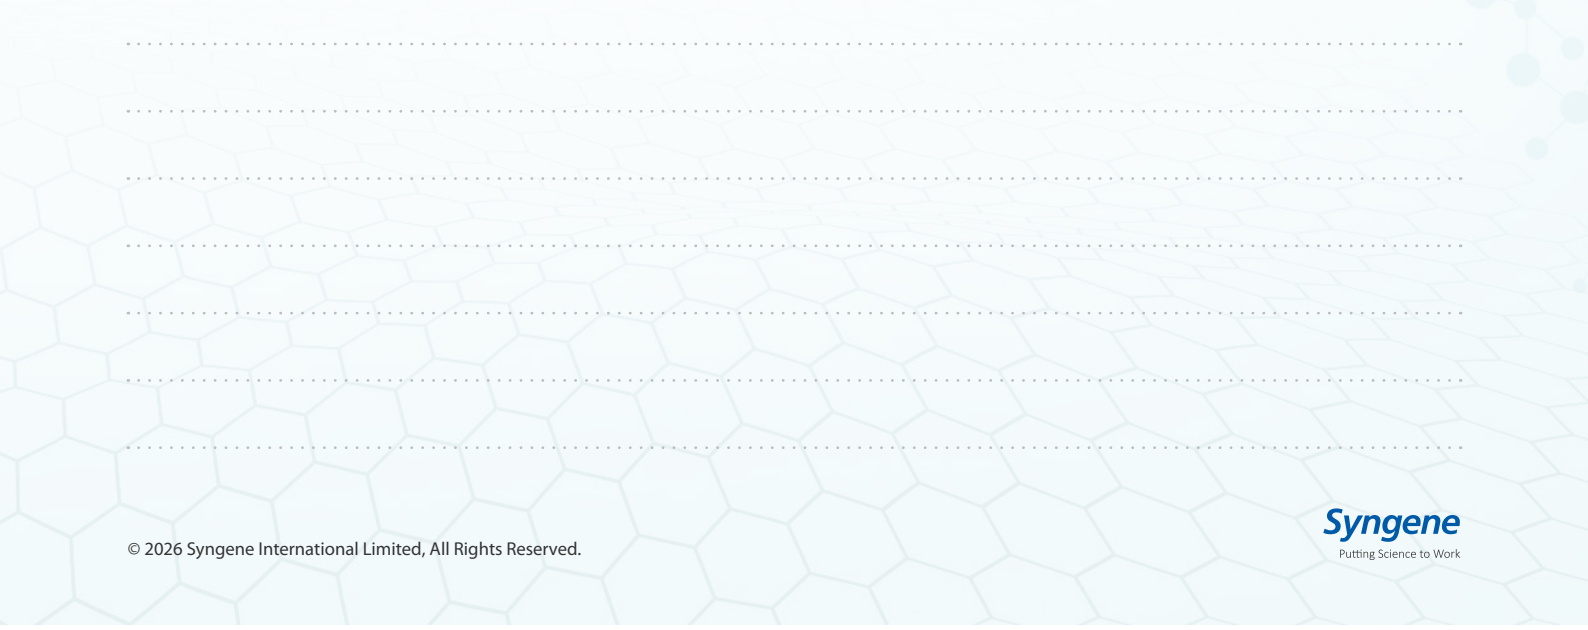 © 2026 Syngene International Limited, All Rights Reserved.
Syngene
Putting Science to Work